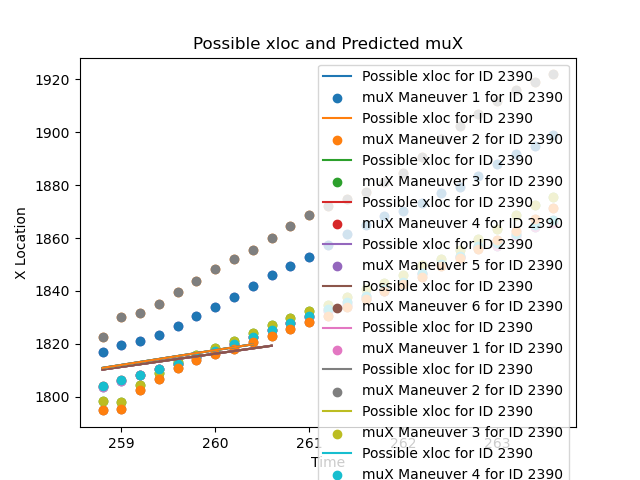 Possible xloc and Predicted muX
X Location
1920
1900
1880
1860
1840
1820
1800
259
260
261
262
263
Time
Possible xloc for ID 2390
muX Maneuver 1 for ID 2390
Possible xloc for ID 2390
muX Maneuver 2 for ID 2390
Possible xloc for ID 2390
muX Maneuver 3 for ID 2390
Possible xloc for ID 2390
muX Maneuver 4 for ID 2390
Possible xloc for ID 2390
muX Maneuver 5 for ID 2390
Possible xloc for ID 2390
muX Maneuver 6 for ID 2390
Possible xloc for ID 2390
muX Maneuver 1 for ID 2390
Possible xloc for ID 2390
muX Maneuver 2 for ID 2390
Possible xloc for ID 2390
muX Maneuver 3 for ID 2390
Possible xloc for ID 2390
muX Maneuver 4 for ID 2390